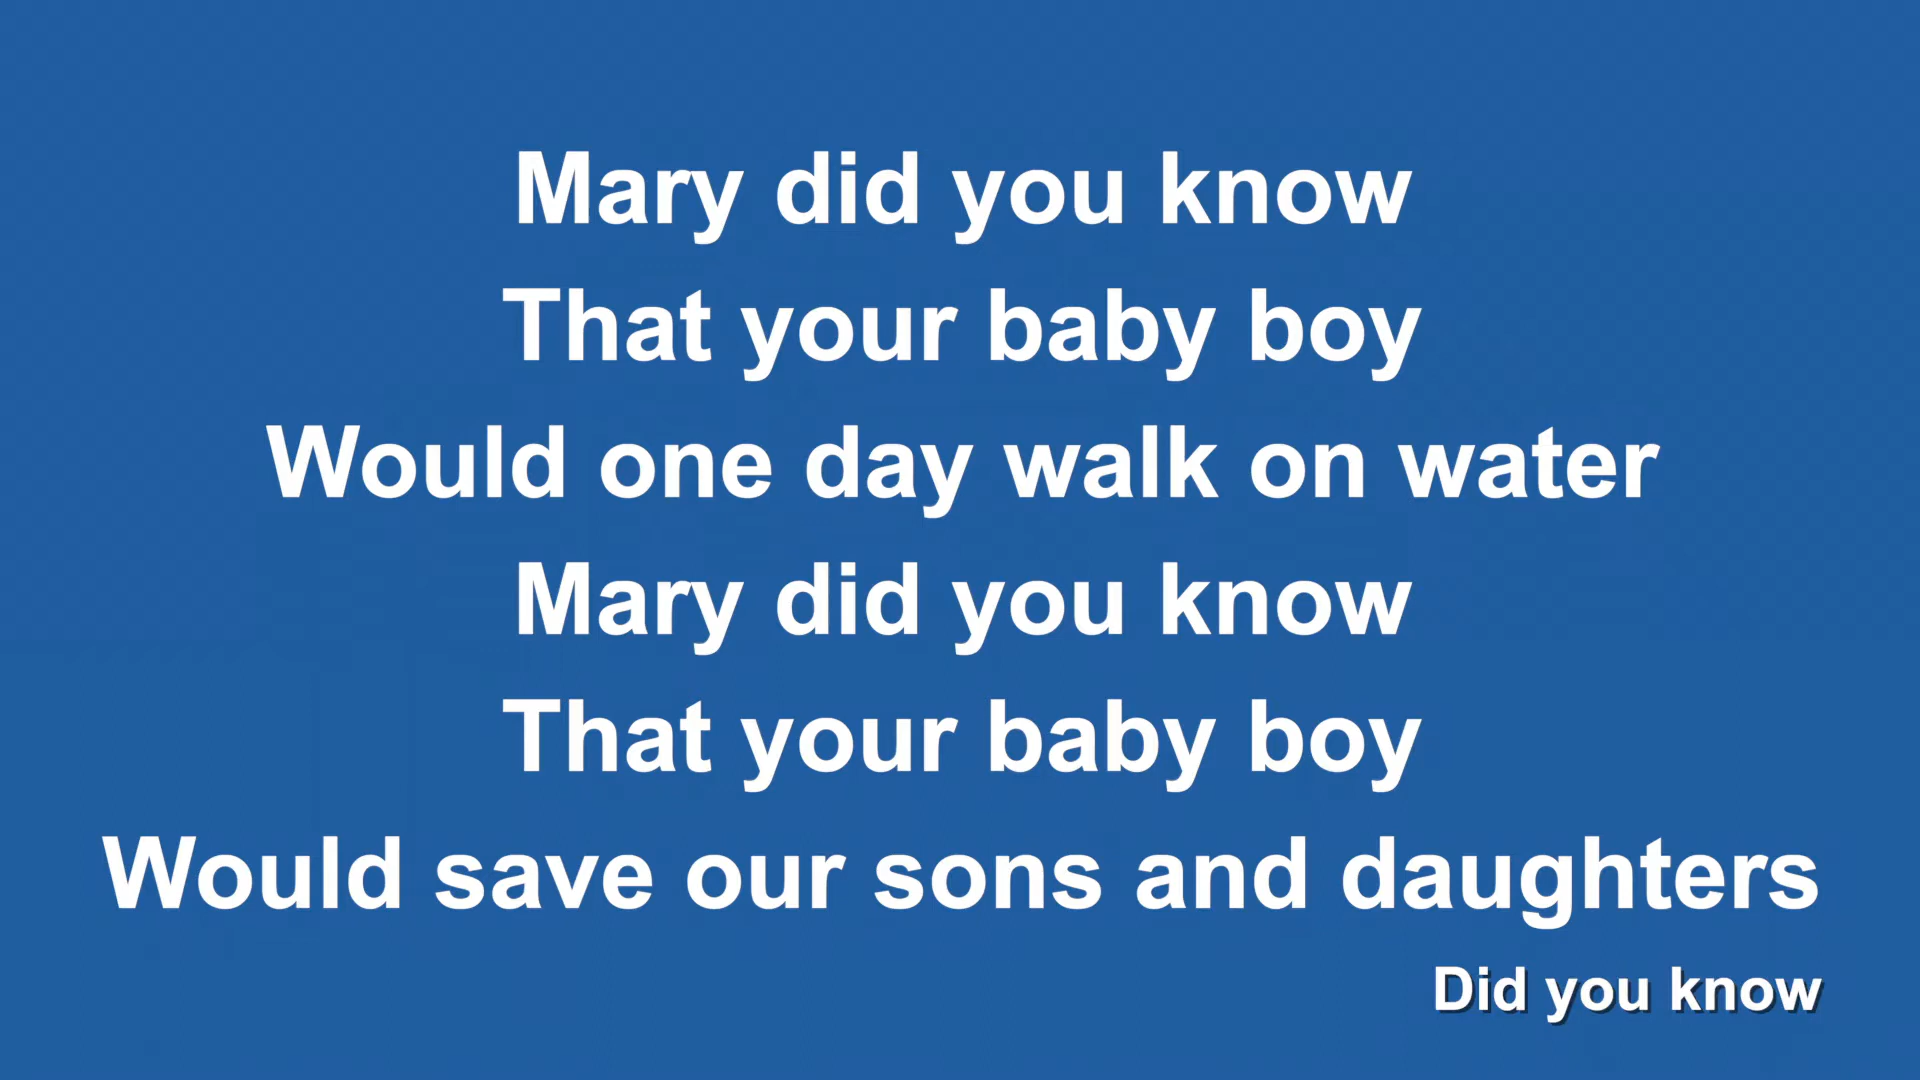 Mary did you know
That your baby boy
Would one day walk on water
Mary did you know
That your baby boy
Would save our sons and daughters
Did you know